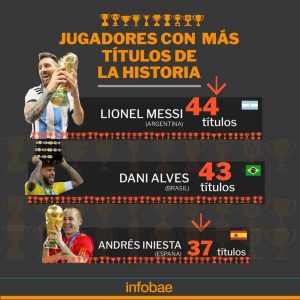 JUGADORES CON MÁS
TÍTULOS DE
LA HISTORIA
LIONEL MESSI
(ARGENTINA)
44
títulos
DANI ALVES
(BRASIL)
43
títulos
ANDRÉS INIESTA
(ESPAÑA)
37 títulos
infobae